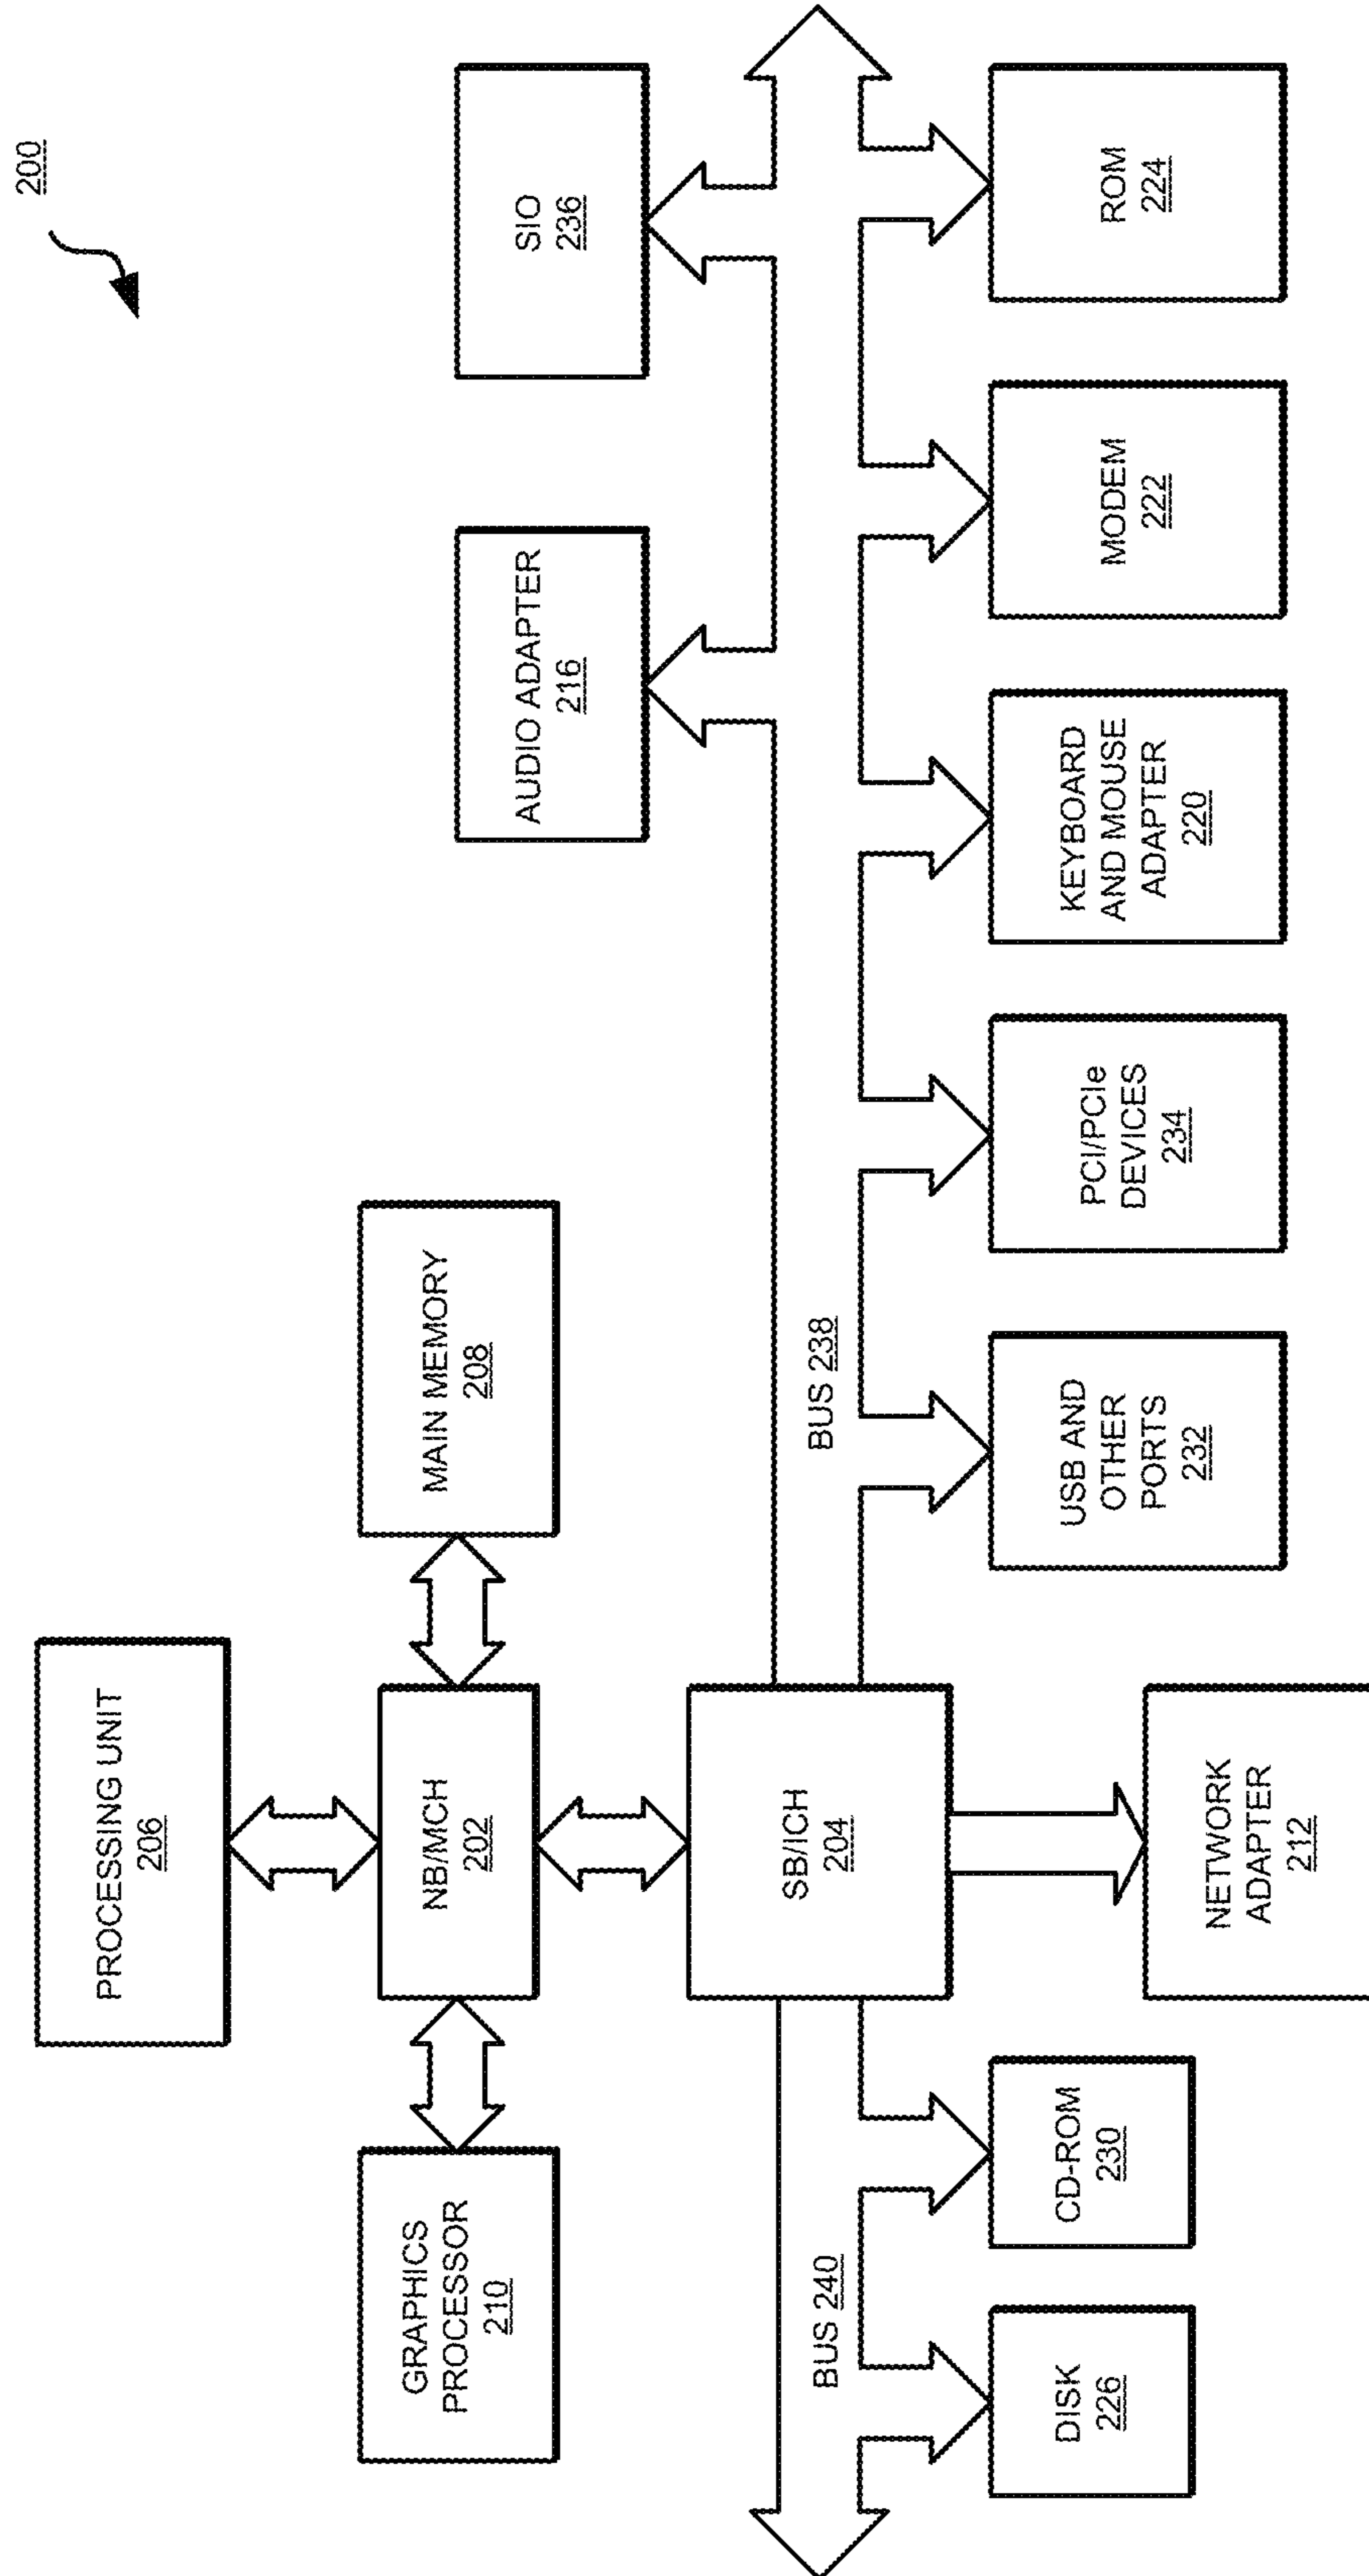 200
PROCESSING UNIT
206
GRAPHICS
PROCESSOR
210
NB/MCH
202
MAIN MEMORY
208
AUDIO ADAPTER
216
SIO
236
SB/ICH
204
BUS 240
BUS 238
DISK
226
CD-ROM
230
NETWORK
ADAPTER
212
USB AND
OTHER
PORTS
232
PCI/PCIe
DEVICES
234
KEYBOARD
AND MOUSE
ADAPTER
220
MODEM
222
ROM
224